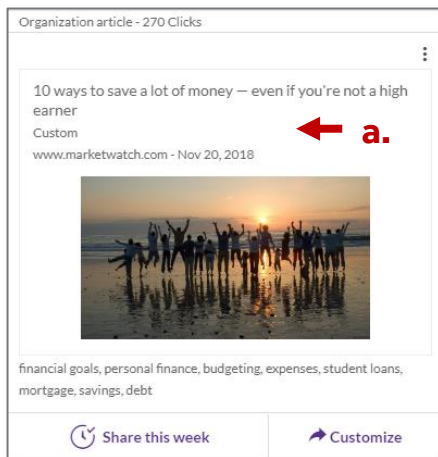 Organization article - 270 Clicks
10 ways to save a lot of money — even if you're not a high
earner
Custom
a.
www.marketwatch.com - Nov 20, 2018
financial goals, personal finance, budgeting, expenses, student loans,
mortgage, savings, debt
Share this week
Customize